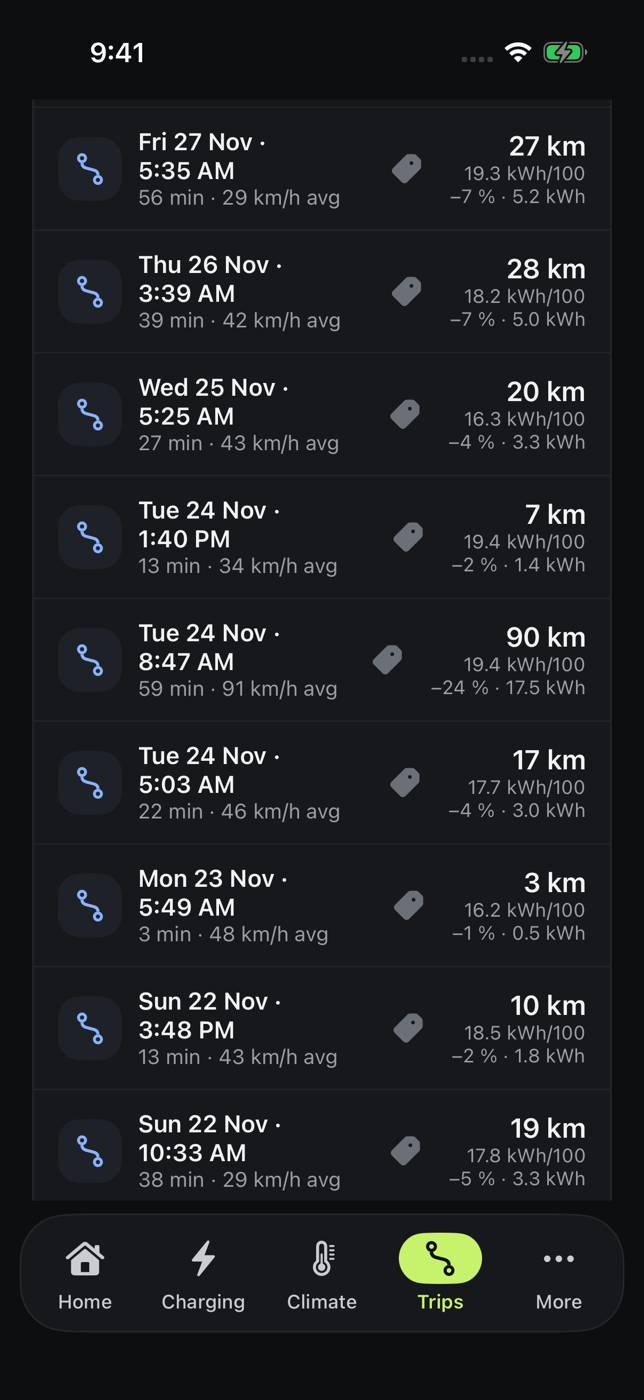 9:41
Fri 27 Nov ·
5:35 AM
56 min · 29 km/h avg
27 km
19.3 kWh/100
−7 % · 5.2 kWh
Thu 26 Nov ·
3:39 AM
39 min · 42 km/h avg
28 km
18.2 kWh/100
−7 % · 5.0 kWh
Wed 25 Nov ·
5:25 AM
27 min · 43 km/h avg
20 km
16.3 kWh/100
−4 % · 3.3 kWh
Tue 24 Nov ·
1:40 PM
13 min · 34 km/h avg
7 km
19.4 kWh/100
−2 % · 1.4 kWh
Tue 24 Nov ·
8:47 AM
59 min · 91 km/h avg
90 km
19.4 kWh/100
−24 % · 17.5 kWh
Tue 24 Nov ·
5:03 AM
22 min · 46 km/h avg
17 km
17.7 kWh/100
−4 % · 3.0 kWh
Mon 23 Nov ·
5:49 AM
3 min · 48 km/h avg
3 km
16.2 kWh/100
−1 % · 0.5 kWh
Sun 22 Nov ·
3:48 PM
13 min · 43 km/h avg
10 km
18.5 kWh/100
−2 % · 1.8 kWh
Sun 22 Nov ·
10:33 AM
38 min · 29 km/h avg
19 km
17.8 kWh/100
−5 % · 3.3 kWh
Home
Charging
Climate
Trips
More